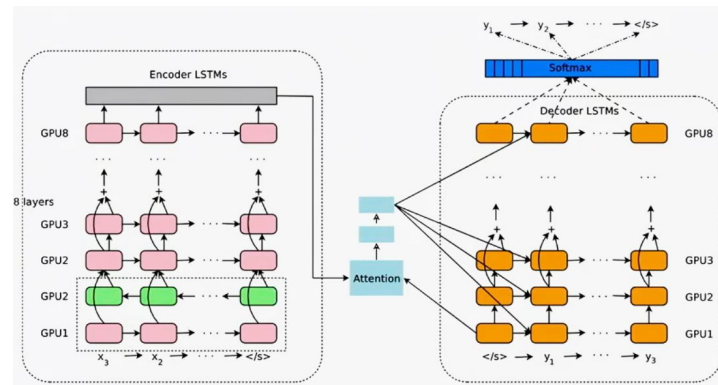 y₁ → y₂ → · · · → </s>
Softmax
Encoder LSTMs
Decoder LSTMs
GPU8
GPU8
8 layers
GPU3
GPU2
GPU2
GPU1
Attention
GPU3
GPU2
GPU1
x₃ → x₂ → · · · → </s>
</s> → y₁ → · · · → y₃